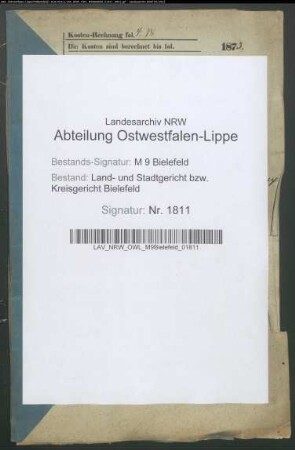 Kosten-Rechnung fol.
Die Kosten sind berechnet bis fol. 187
Landesarchiv NRW
Abteilung Ostwestfalen-Lippe
Bestands-Signatur: M 9 Bielefeld
Bestand: Land- und Stadtgericht bzw.
Kreisgericht Bielefeld
Signatur: Nr. 1811
LAV_NRW_OWL_M9Bielefeld_01811